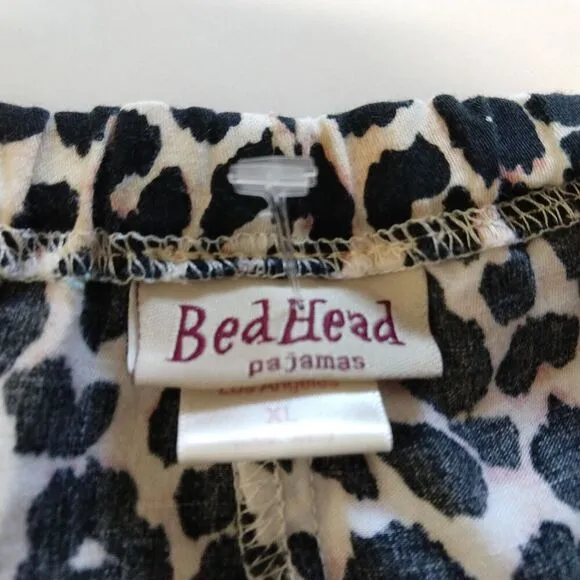 BedHead
pajamas
Los Angeles
XL